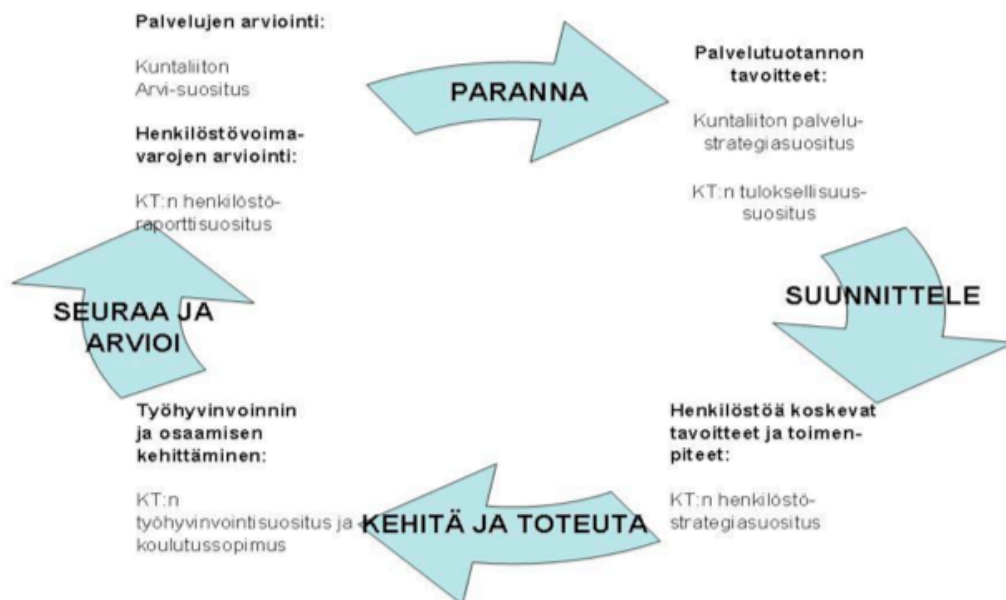 Palvelujen arviointi:
Kuntaliiton
Arvi-suositus
Henkilöstövoima-
varojen arviointi:
KT:n henkilöstö-
raporttisuositus
PARANNA
Palvelutuotannon
tavoitteet:
Kuntaliiton palvelu-
strategiasuositus
KT:n tuloksellisuus-
suositus
SUUNNITTELE
Henkilöstöä koskevat
tavoitteet ja toimen-
piteet:
KT:n henkilöstö-
strategiasuositus
KEHITÄ JA TOTEUTA
Työhyvinvoinnin
ja osaamisen
kehittäminen:
KT:n
työhyvinvointisuositus ja
koulutussopimus
SEURAA JA
ARVIOI